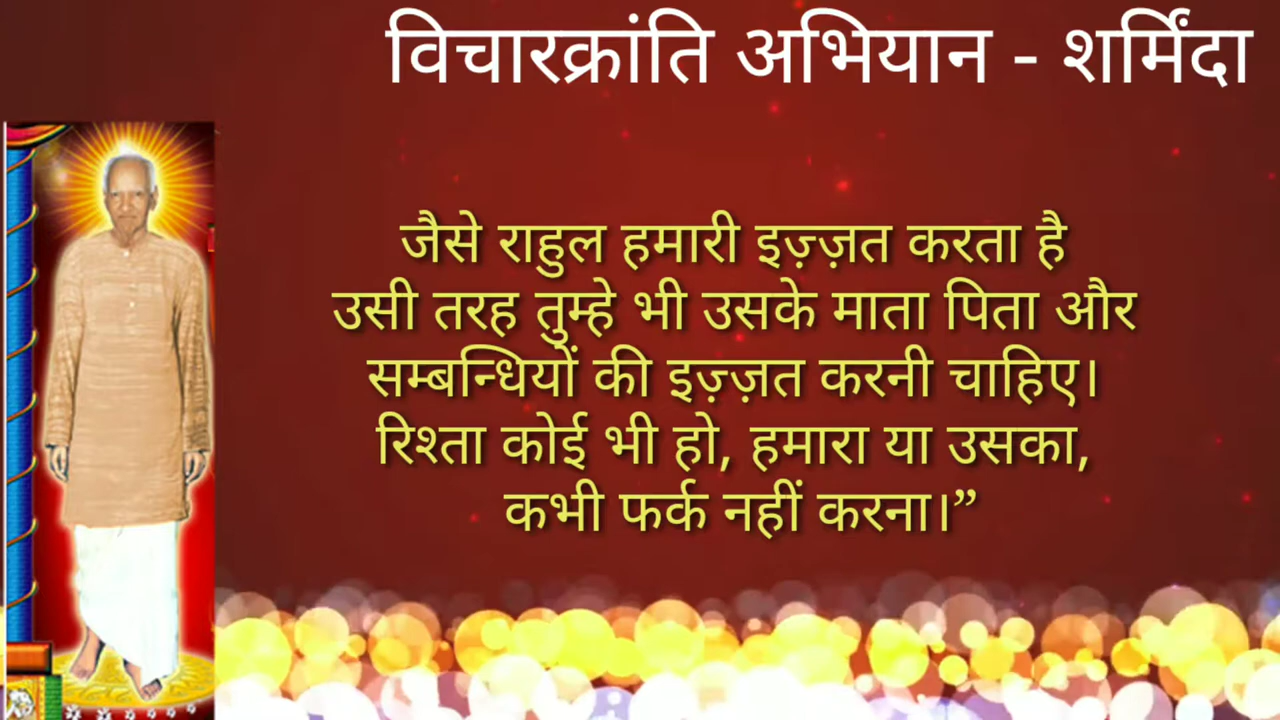 विचारक्रांति अभियान - शर्मिंदा
जैसे राहुल हमारी इज़्ज़त करता है
उसी तरह तुम्हे भी उसके माता पिता और
सम्बन्धियों की इज़्ज़त करनी चाहिए।
रिश्ता कोई भी हो, हमारा या उसका,
कभी फर्क नहीं करना।”